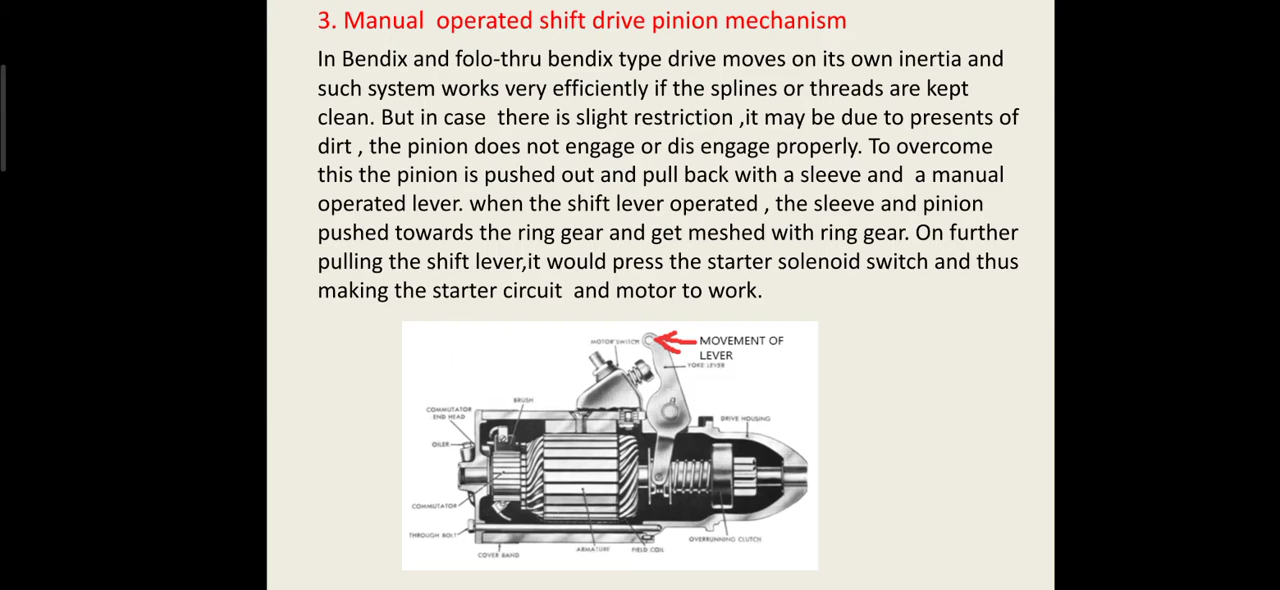 3. Manual operated shift drive pinion mechanism
In Bendix and folo-thru bendix type drive moves on its own inertia and
such system works very efficiently if the splines or threads are kept
clean. But in case there is slight restriction ,it may be due to presents of
dirt , the pinion does not engage or dis engage properly. To overcome
this the pinion is pushed out and pull back with a sleeve and a manual
operated lever. when the shift lever operated , the sleeve and pinion
pushed towards the ring gear and get meshed with ring gear. On further
pulling the shift lever,it would press the starter solenoid switch and thus
making the starter circuit and motor to work.
MOTOR SWITCH
MOVEMENT OF
LEVER
YOKE LEVER
BRUSH
COMMUTATOR
END HEAD
DRIVE HOUSING
OILER
COMMUTATOR
THROUGH BOLT
COVER BAND
ARMATURE
FIELD COIL
OVERRUNNING CLUTCH